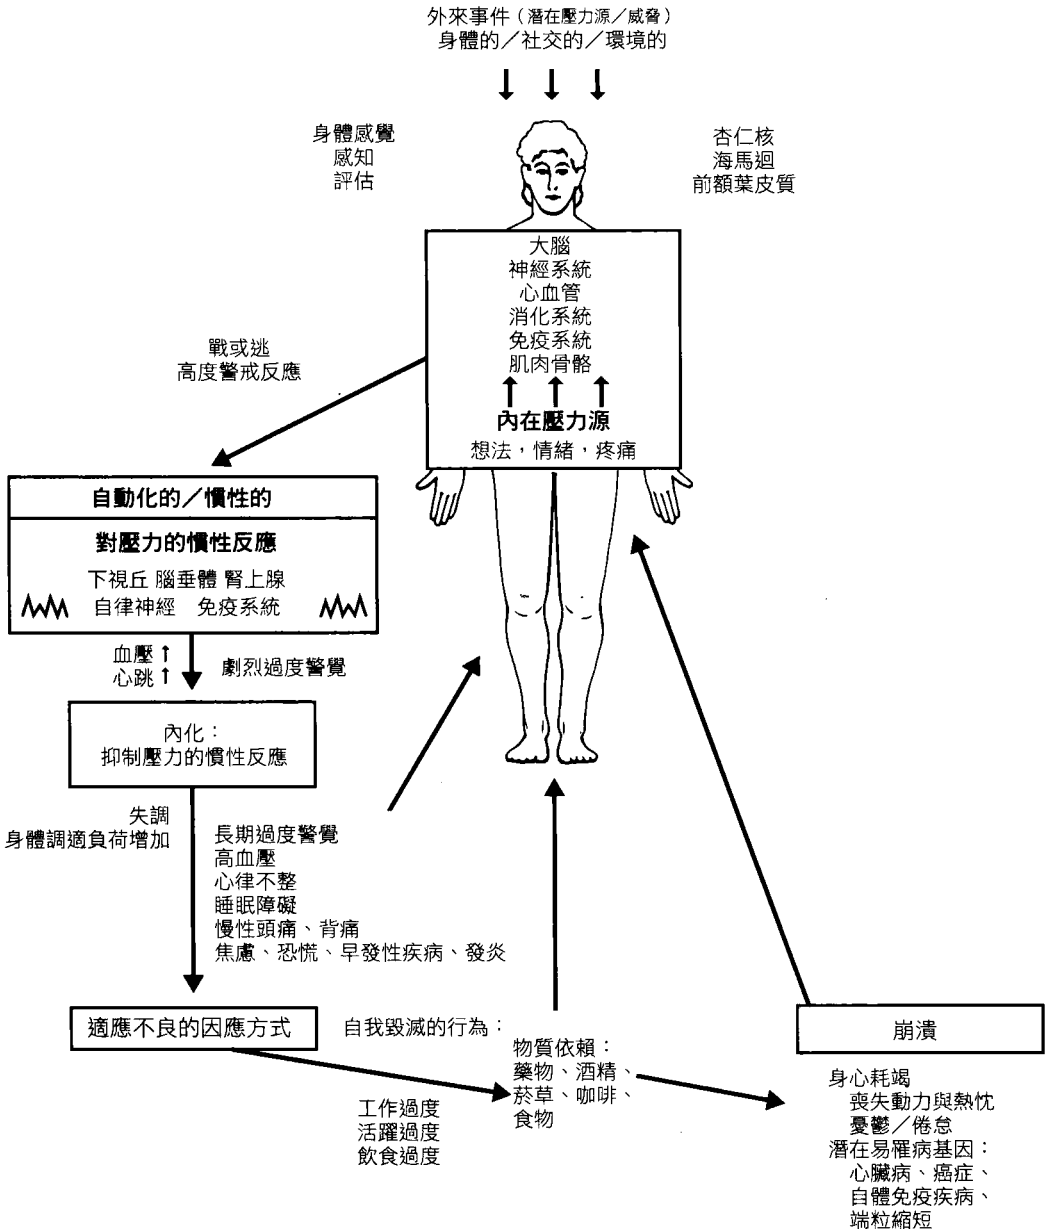 外來事件（潛在壓力源／威脅）
身體的／社交的／環境的
身體感覺
感知
評估
杏仁核
海馬迴
前額葉皮質
大腦
神經系統
心血管
消化系統
免疫系統
肌肉骨骼
內在壓力源
想法，情緒，疼痛
戰或逃
高度警戒反應
自動化的／慣性的
對壓力的慣性反應
下視丘 腦垂體 腎上腺
自律神經 免疫系統
血壓↑
心跳↑
劇烈過度警覺
內化：
抑制壓力的慣性反應
失調
身體調適負荷增加
長期過度警覺
高血壓
心律不整
睡眠障礙
慢性頭痛、背痛
焦慮、恐慌、早發性疾病、發炎
適應不良的因應方式
自我毀滅的行為：
工作過度
活躍過度
飲食過度
物質依賴：
藥物、酒精、
菸草、咖啡、
食物
崩潰
身心耗竭
喪失動力與熱忱
憂鬱／倦怠
潛在易罹病基因：
心臟病、癌症、
自體免疫疾病、
端粒縮短